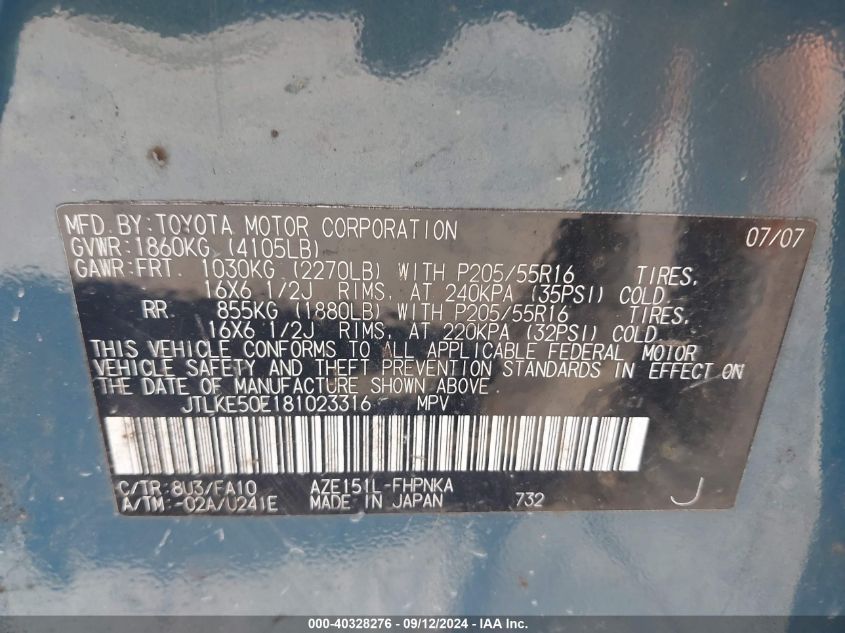 MFD.BY:TOYOTA MOTOR CORPORATION 07/07
GVWR:1860KG (4105LB)
GAWR:FRT. 1030KG (2270LB) WITH P205/55R16 TIRES,
16X6 1/2J RIMS, AT 240KPA (35PSI) COLD.
RR. 855KG (1880LB) WITH P205/55R16 TIRES,
16X6 1/2J RIMS, AT 220KPA (32PSI) COLD.
THIS VEHICLE CONFORMS TO ALL APPLICABLE FEDERAL MOTOR
VEHICLE SAFETY AND THEFT PREVENTION STANDARDS IN EFFECT ON
THE DATE OF MANUFACTURE SHOWN ABOVE.
JTLKE50E181023316 MPV
C/TR:8U3/FA10 AZE151L-FHPNKA
A/TM:-02A/U241E MADE IN JAPAN 732 J
000-40328276 - 09/12/2024 - © IAA Inc.